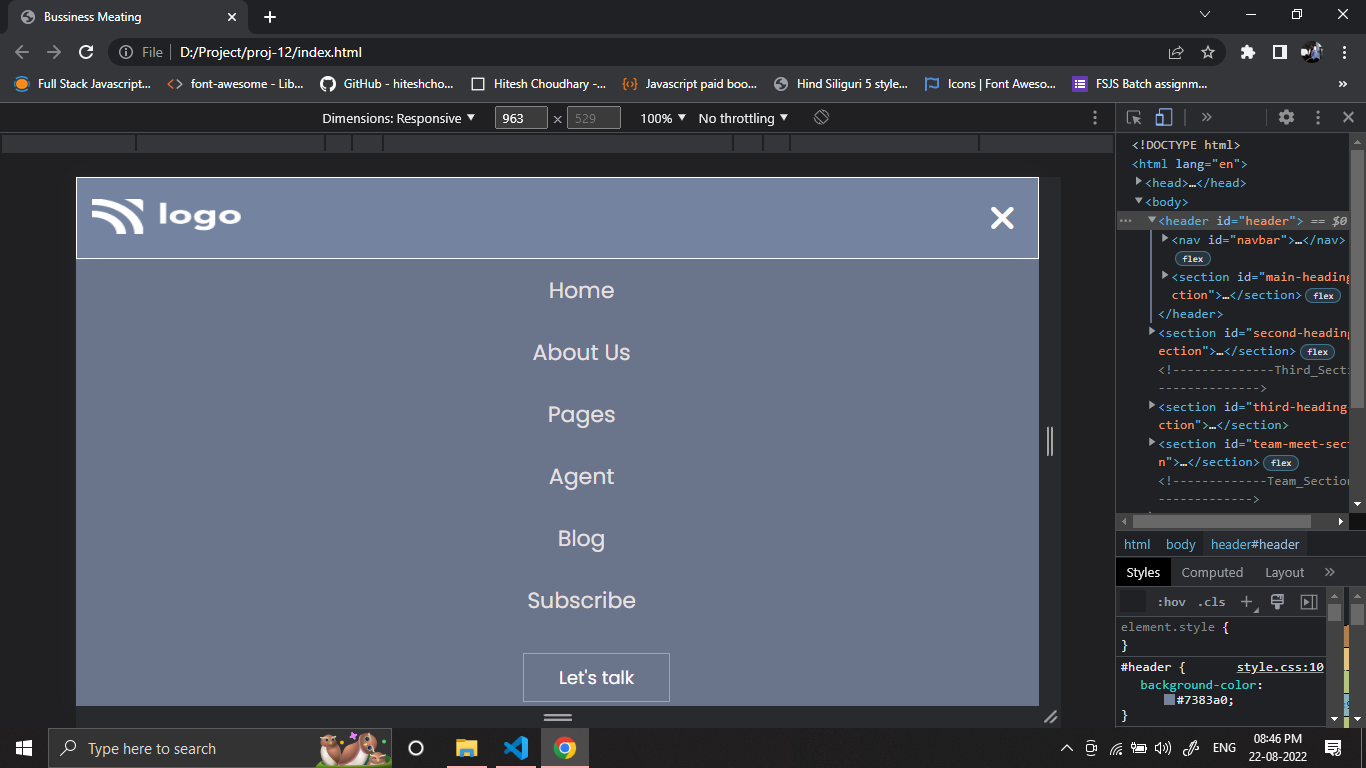 Bussiness Meating
File D:/Project/proj-12/index.html
Full Stack Javascript... font-awesome - Lib... GitHub - hiteshcho... Hitesh Choudhary -... Javascript paid boo... Hind Siliguri 5 style... Icons | Font Aweso... FSJS Batch assignm... »
Dimensions: Responsive ▼ 963 × 529 100% ▼ No throttling ▼
logo
Home
About Us
Pages
Agent
Blog
Subscribe
Let's talk
<!DOCTYPE html>
<html lang="en">
<head>…</head>
<body>
<header id="header"> == $0
<nav id="navbar">…</nav>
flex
<section id="main-heading
ction">…</section> flex
</header>
<section id="second-heading
ection">…</section> flex
<!--------------Third_Secti
-------------->
<section id="third-heading
ction">…</section>
<section id="team-meet-sec
n">…</section> flex
<!-------------Team_Section
------------->
html body header#header
Styles Computed Layout »
:hov .cls +
element.style {
}
#header { style.css:10
background-color:
#7383a0;
}
Type here to search
ENG
08:46 PM
22-08-2022